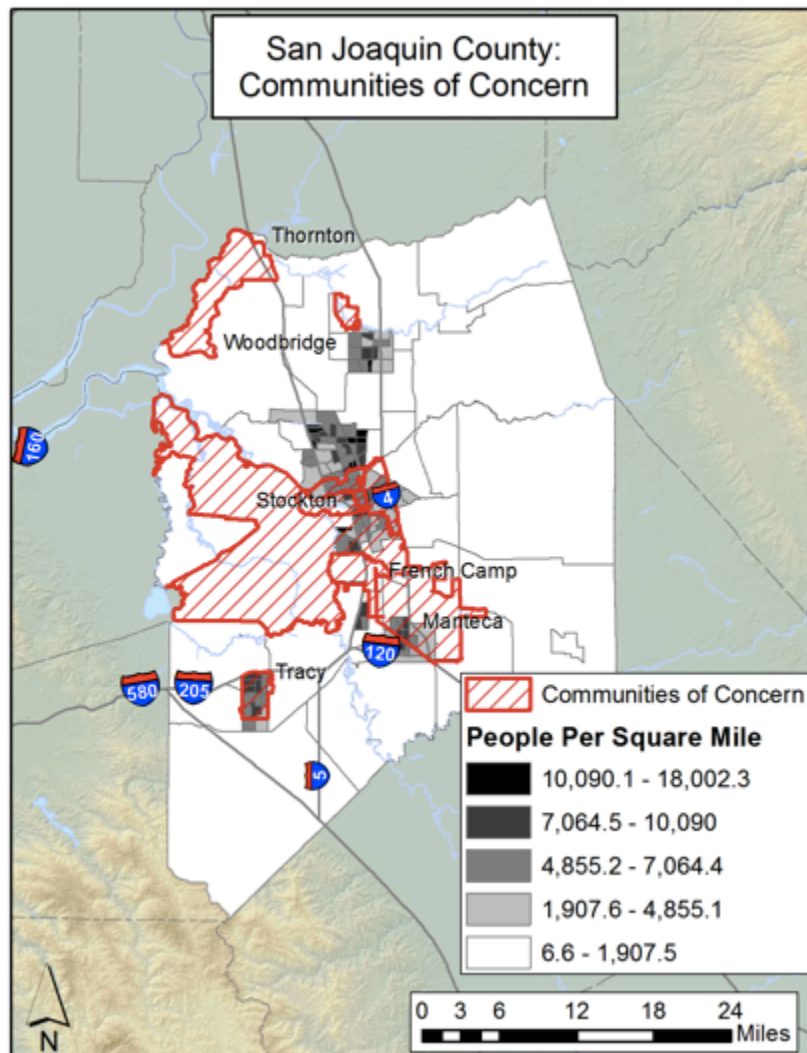 San Joaquin County:
Communities of Concern
Thornton
Woodbridge
160
Stockton
4
French Camp
Manteca
120
Tracy
580
205
5
Communities of Concern
People Per Square Mile
10,090.1 - 18,002.3
7,064.5 - 10,090
4,855.2 - 7,064.4
1,907.6 - 4,855.1
6.6 - 1,907.5
N
0 3 6 12 18 24
Miles